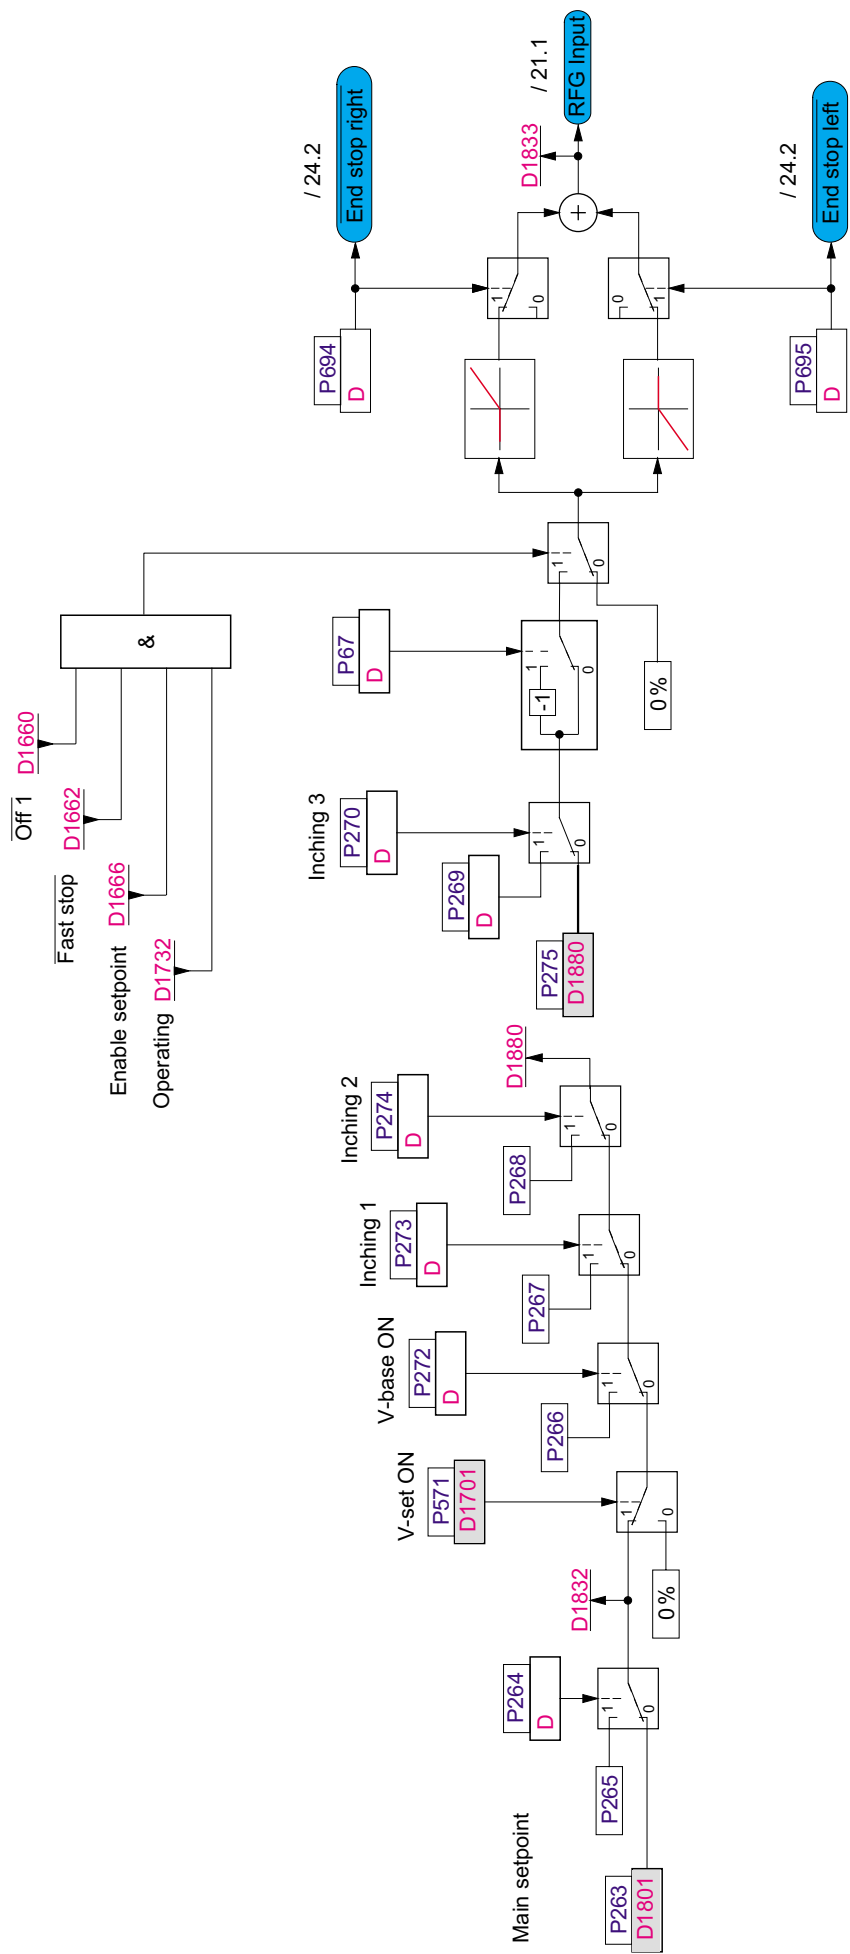 Main setpoint
P263
D1801
P265
P264
D
1
0
D1832
0%
V-set ON
P571
D1701
1
0
V-base ON
P272
D
P266
1
0
Inching 1
P273
D
P267
1
0
Inching 2
P274
D
P268
1
0
D1880
P275
D1880
Inching 3
P270
D
P269
D
1
0
P67
D
-1
1
0
0%
Off 1
D1660
Fast stop
D1662
Enable setpoint
D1666
Operating
D1732
&
1
0
P694
D
/ 24.2
End stop right
1
0
+
D1833
/ 21.1
RFG Input
0
1
P695
D
/ 24.2
End stop left